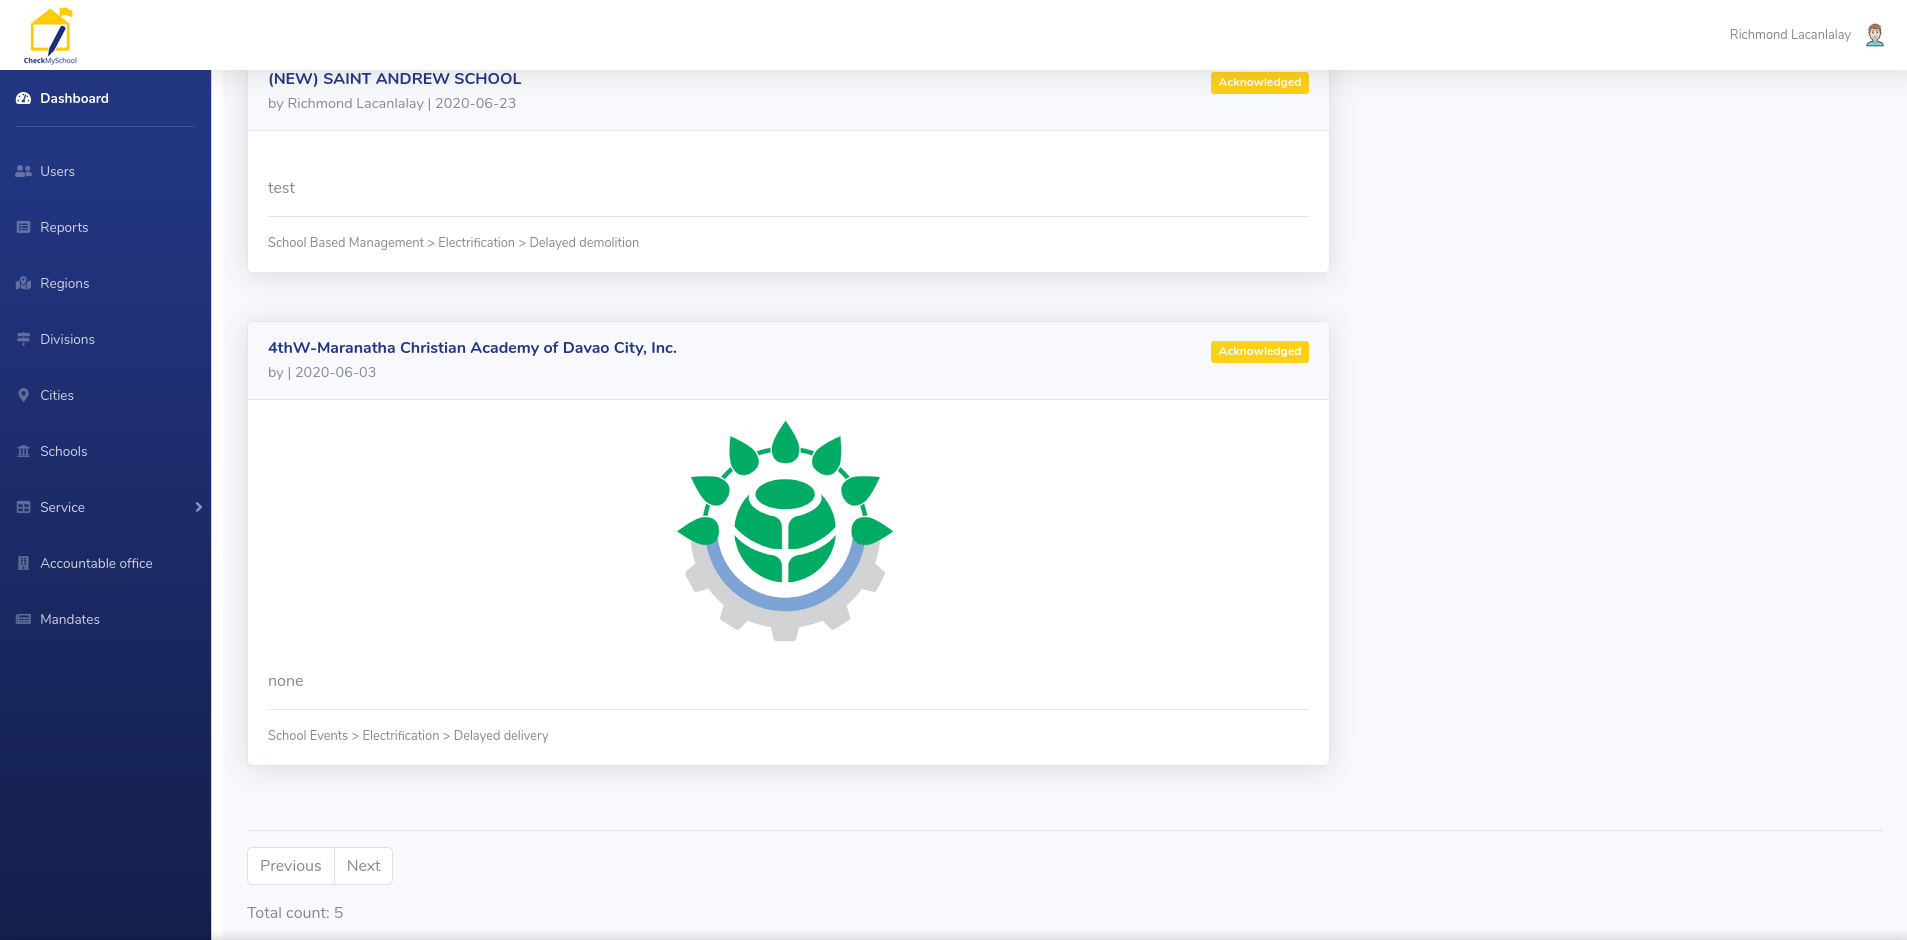 CheckMySchool
Richmond Lacanlalay
Dashboard
Users
Reports
Regions
Divisions
Cities
Schools
Service
Accountable office
Mandates
(NEW) SAINT ANDREW SCHOOL
Acknowledged
by Richmond Lacanlalay | 2020-06-23
test
School Based Management > Electrification > Delayed demolition
4thW-Maranatha Christian Academy of Davao City, Inc.
Acknowledged
by | 2020-06-03
none
School Events > Electrification > Delayed delivery
Previous
Next
Total count: 5